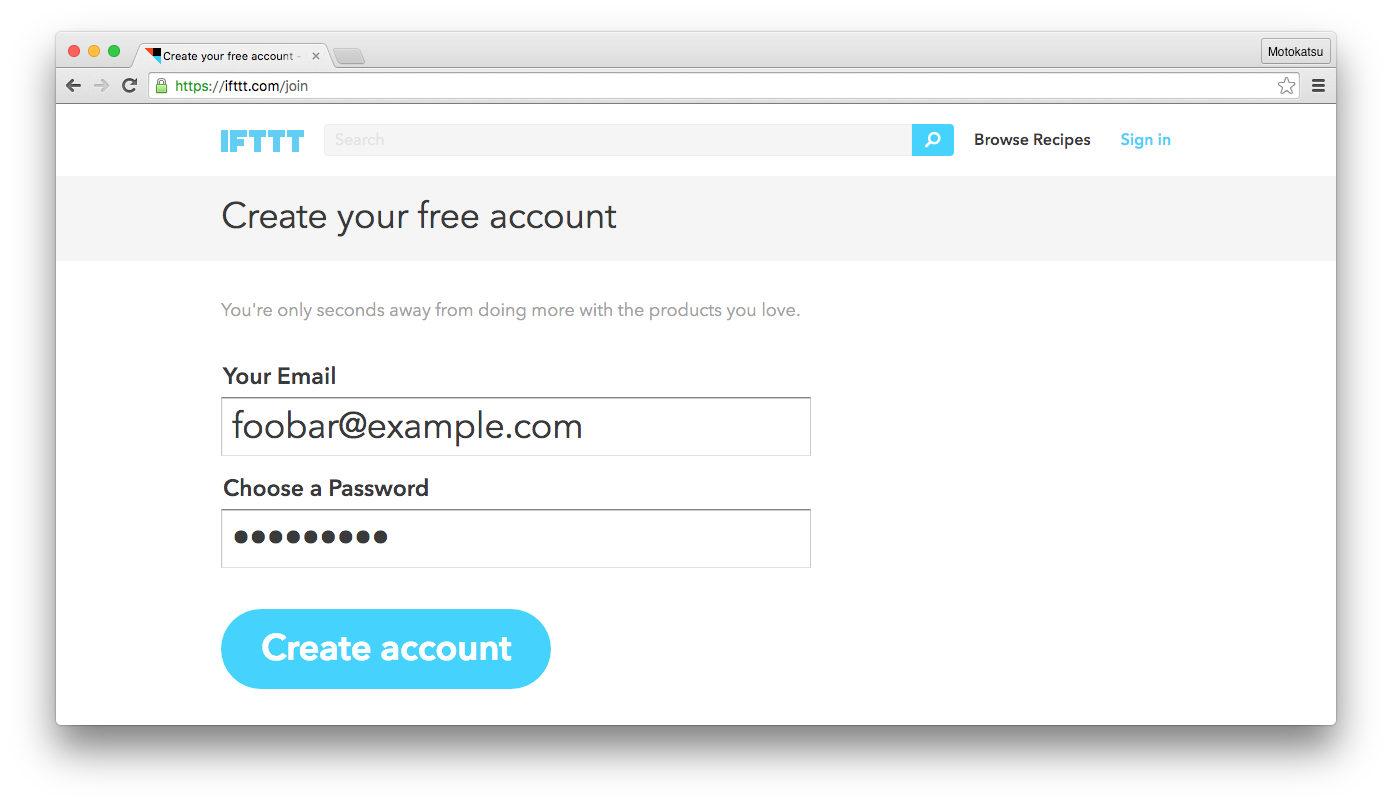 Create your free account -
Motokatsu
https://ifttt.com/join
IFTTT
Search
Browse Recipes
Sign in
Create your free account
You're only seconds away from doing more with the products you love.
Your Email
foobar@example.com
Choose a Password
●●●●●●●●●
Create account